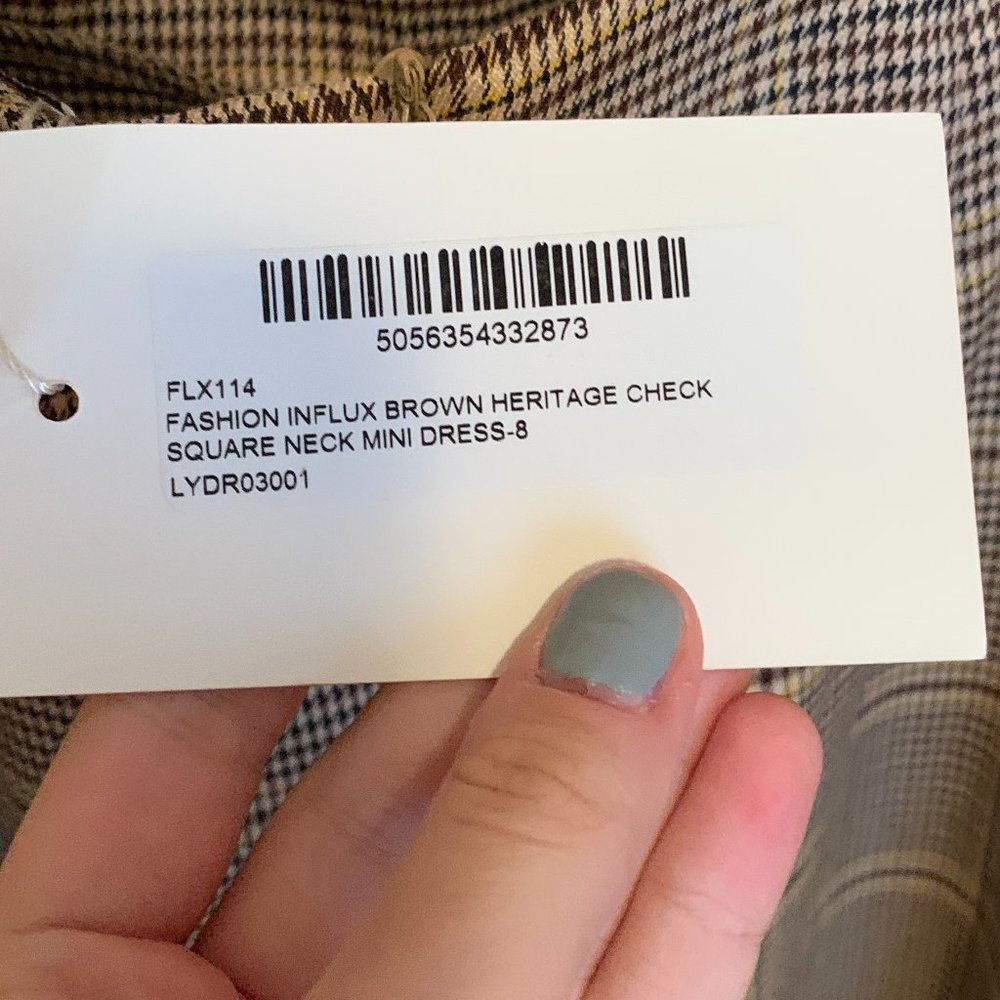 5056354332873
FLX114
FASHION INFLUX BROWN HERITAGE CHECK
SQUARE NECK MINI DRESS-8
LYDR03001